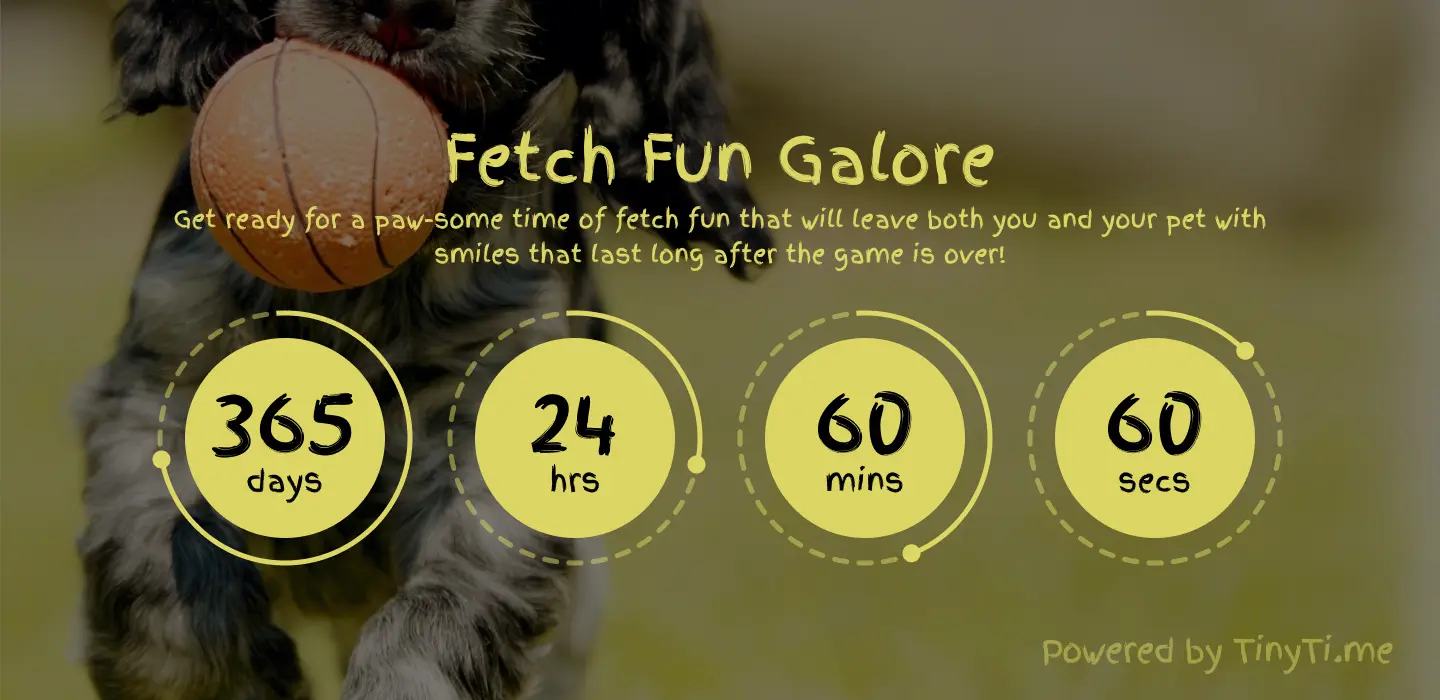 Fetch Fun Galore
Get ready for a paw-some time of fetch fun that will leave both you and your pet with
smiles that last long after the game is over!
365 24 60 60
days hrs mins secs
Powered by TinyTi.me